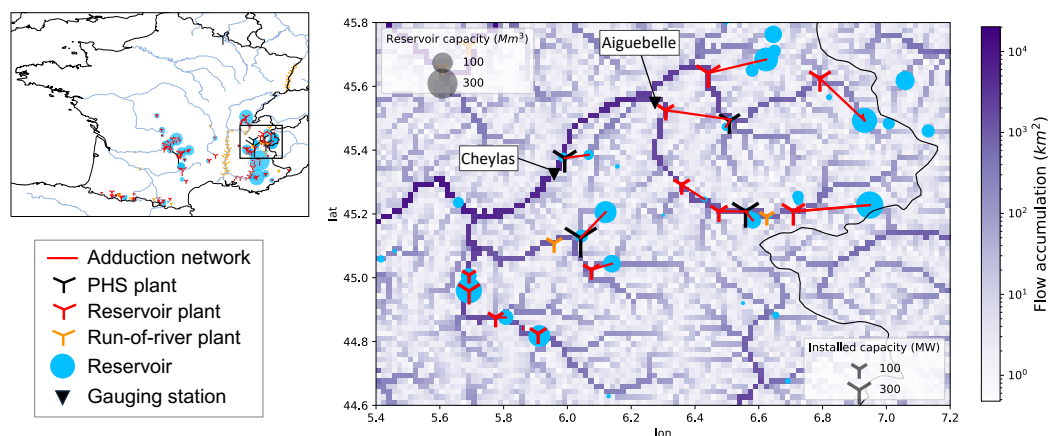 Adduction network
PHS plant
Reservoir plant
Run-of-river plant
Reservoir
Gauging station
45.8
45.6
45.4
45.2
45.0
44.8
44.6
lat
5.4
5.6
5.8
6.0
6.2
6.4
6.6
6.8
7.0
7.2
lon
Reservoir capacity (Mm³)
100
300
Aiguebelle
Cheylas
Installed capacity (MW)
100
300
10⁴
10³
10²
10¹
10⁰
Flow accumulation (km²)